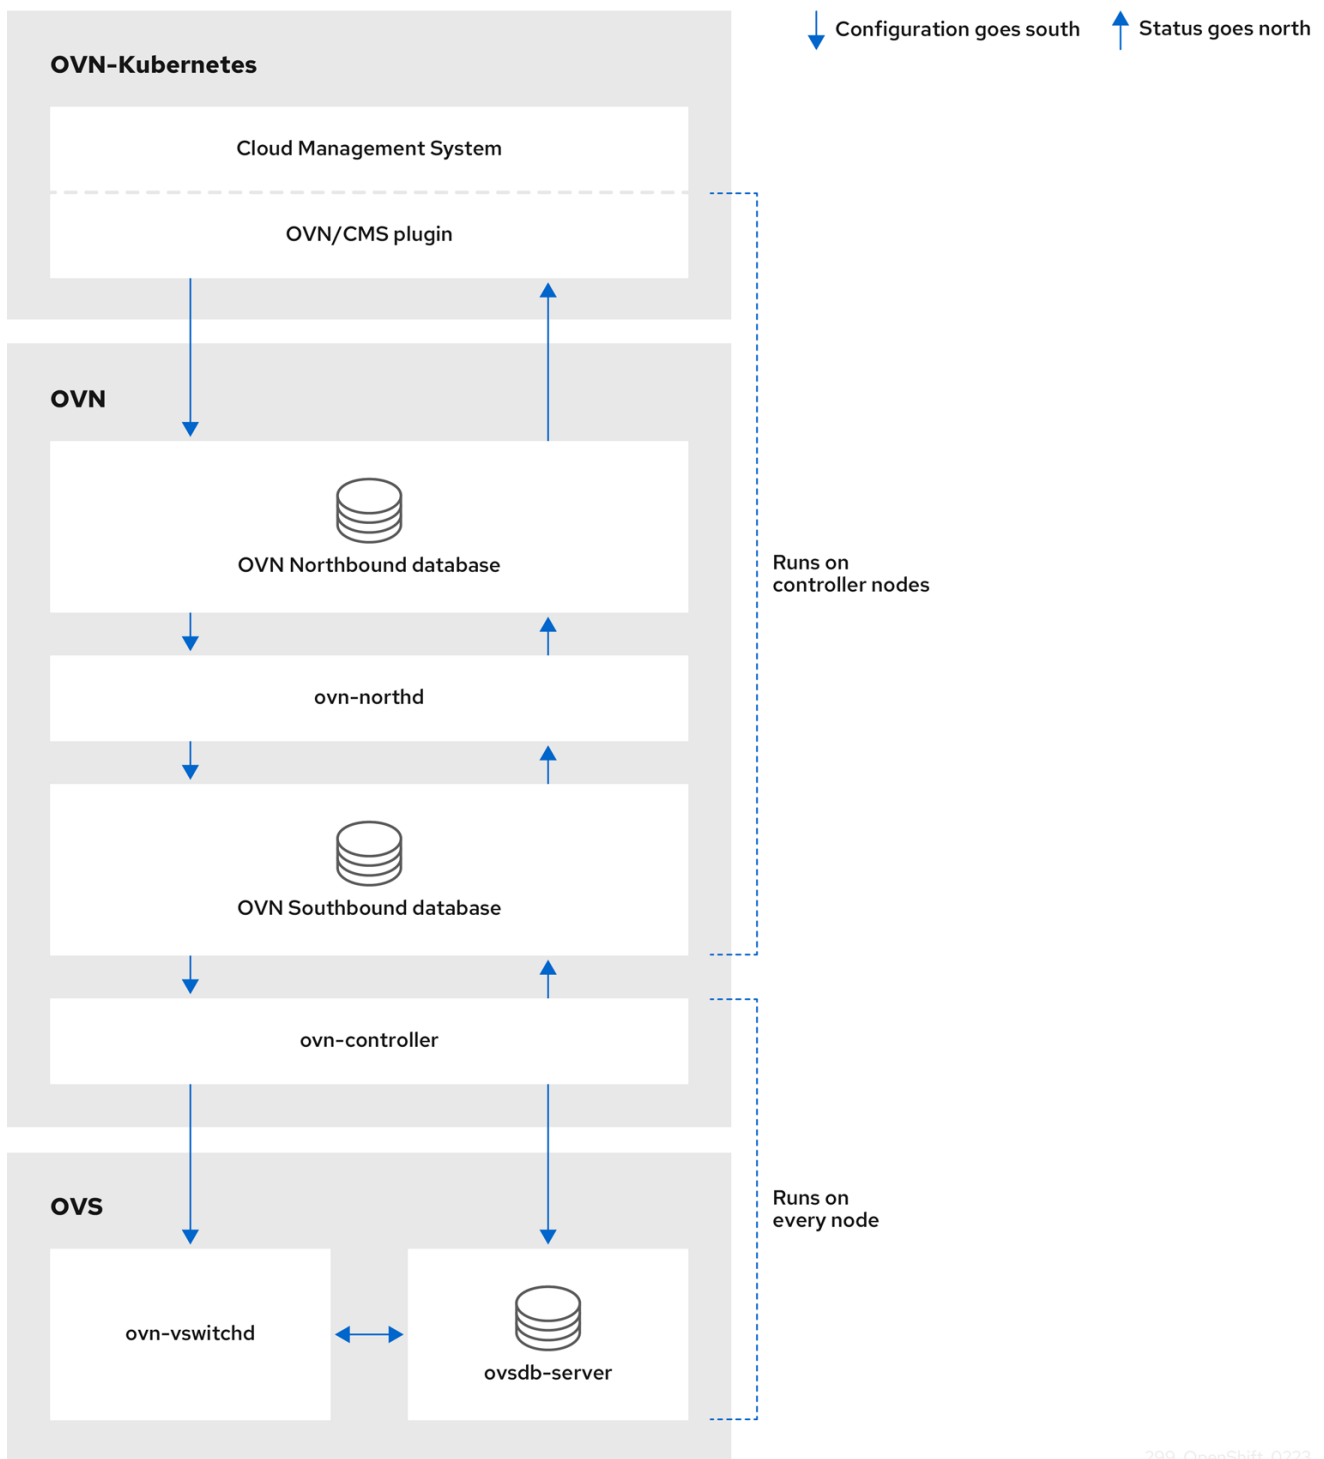 Configuration goes south
Status goes north
OVN-Kubernetes
Cloud Management System
OVN/CMS plugin
OVN
OVN Northbound database
Runs on
controller nodes
ovn-northd
OVN Southbound database
ovn-controller
Runs on
every node
OVS
ovn-vswitchd
ovsdb-server
299_OpenShift_0223